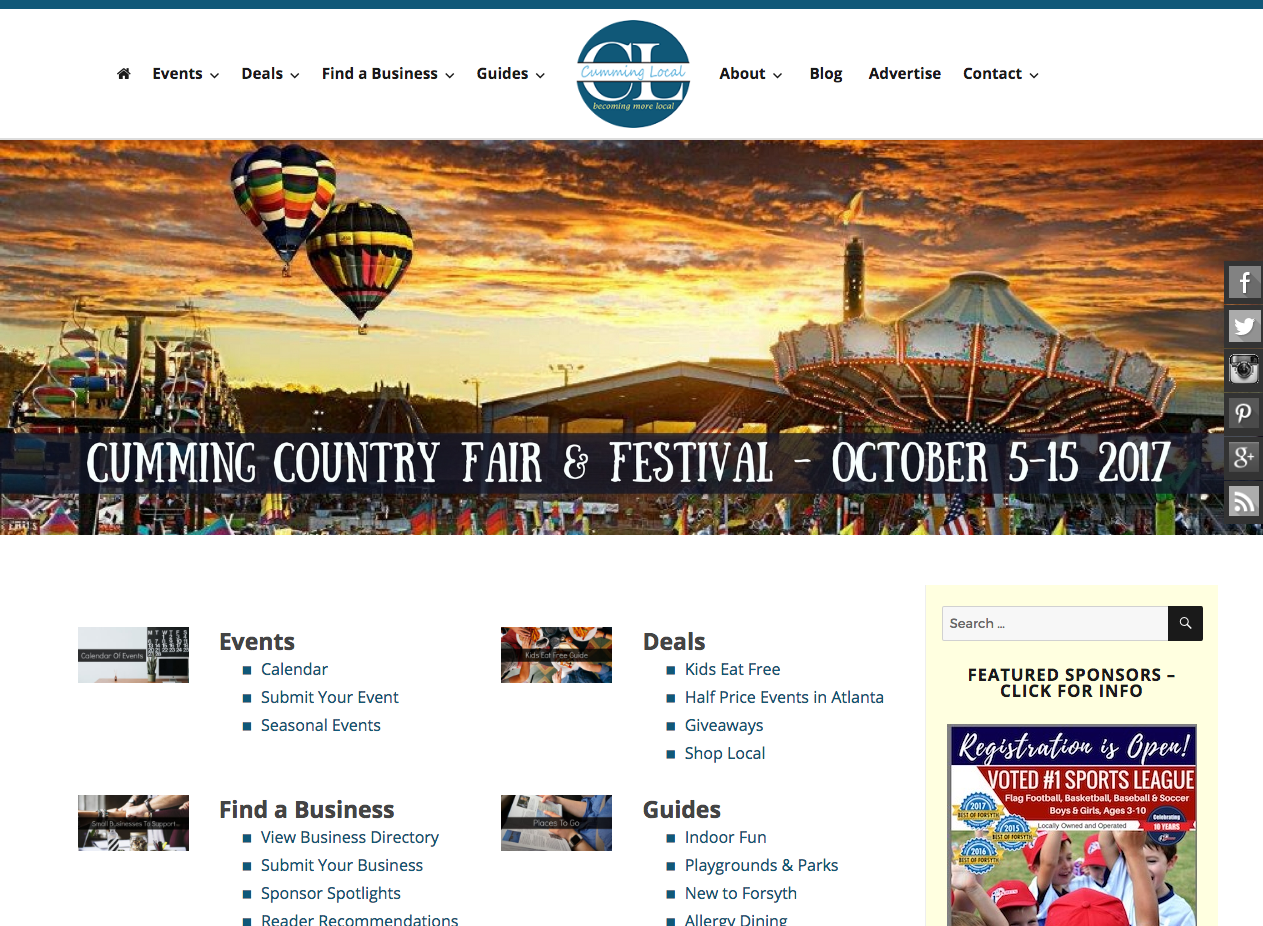 Events
Deals
Find a Business
Guides
CL
Cumming Local
becoming more local
About
Blog
Advertise
Contact
CUMMING COUNTRY FAIR & FESTIVAL - OCTOBER 5-15 2017
Calendar Of Events
Events
Calendar
Submit Your Event
Seasonal Events
Kids Eat Free Guide
Deals
Kids Eat Free
Half Price Events in Atlanta
Giveaways
Shop Local
Small Businesses To Support...
Find a Business
View Business Directory
Submit Your Business
Sponsor Spotlights
Reader Recommendations
Places To Go
Guides
Indoor Fun
Playgrounds & Parks
New to Forsyth
Allergy Dining
Search …
FEATURED SPONSORS –
CLICK FOR INFO
Registration is Open!
VOTED #1 SPORTS LEAGUE
Flag Football, Basketball, Baseball & Soccer
Boys & Girls, Ages 3-10
Locally Owned and Operated
Celebrating
10 YEARS
2017
BEST OF FORSYTH
2015
BEST OF FORSYTH
2016
BEST OF FORSYTH